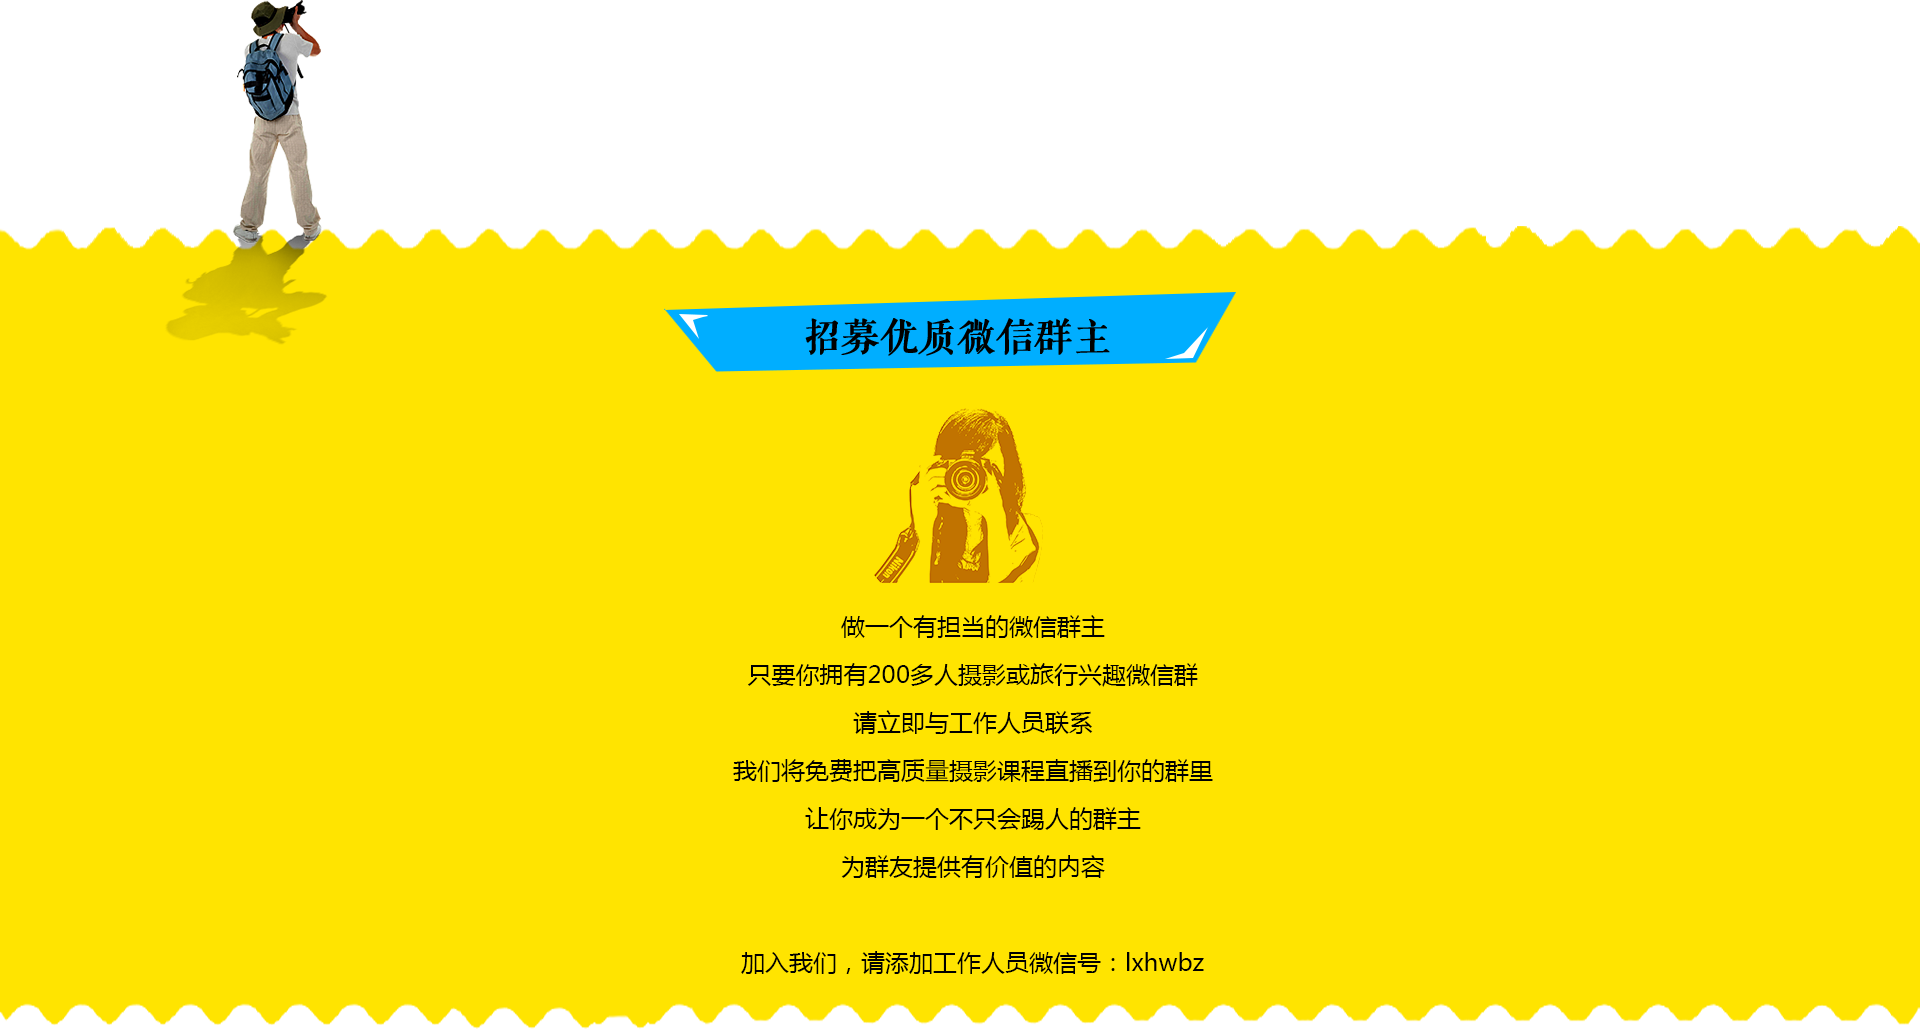 招募优质微信群主
Nikon
做一个有担当的微信群主
只要你拥有200多人摄影或旅行兴趣微信群
请立即与工作人员联系
我们将免费把高质量摄影课程直播到你的群里
让你成为一个不只会踢人的群主
为群友提供有价值的内容
加入我们，请添加工作人员微信号：lxhwbz